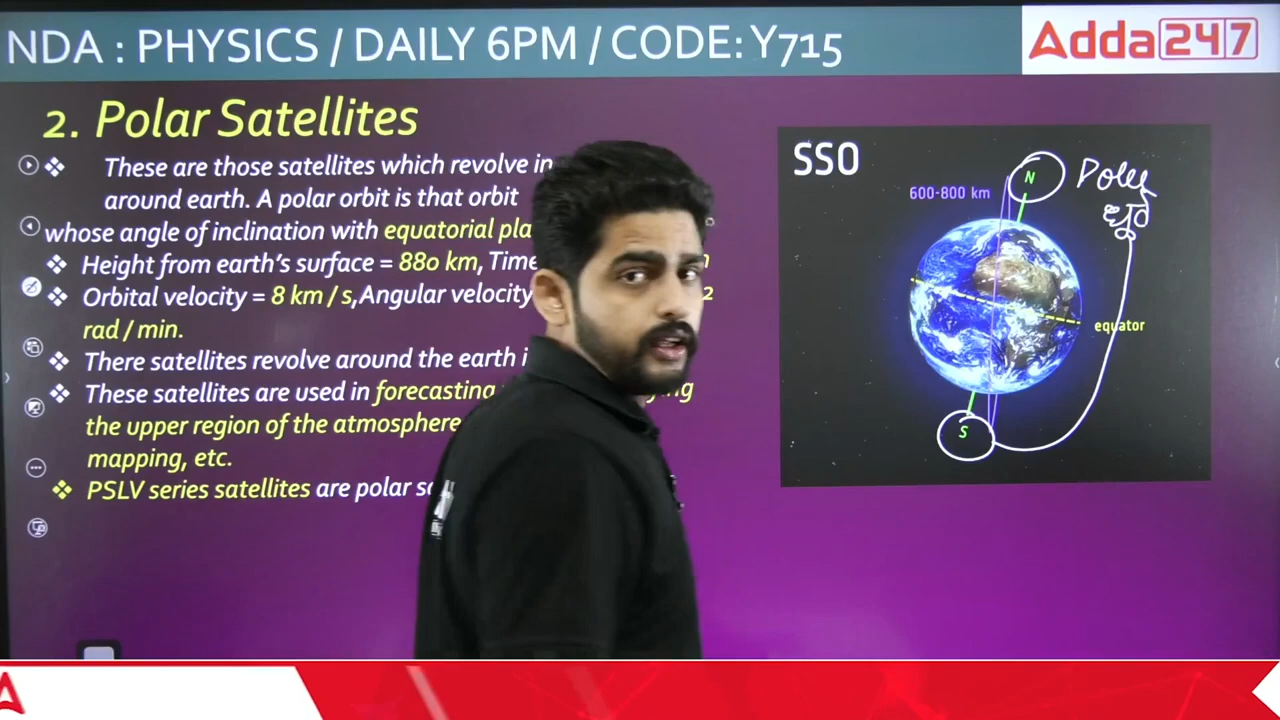 NDA : PHYSICS / DAILY 6PM / CODE: Y715
Adda247
2. Polar Satellites
These are those satellites which revolve in
around earth. A polar orbit is that orbit
whose angle of inclination with equatorial pla
Height from earth's surface = 880 km, Time
Orbital velocity = 8 km / s, Angular velocity 2
rad / min.
There satellites revolve around the earth i
These satellites are used in forecasting ying
the upper region of the atmosphere
mapping, etc.
PSLV series satellites are polar s
SSO
600-800 km
N
Poles
ध्रुव
equator
S